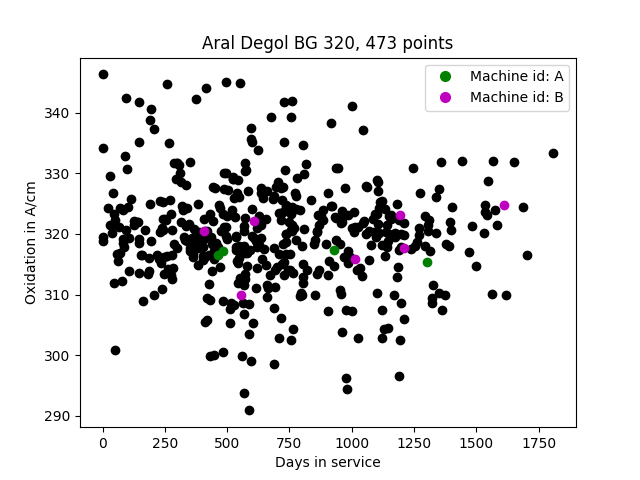 Aral Degol BG 320, 473 points
Machine id: A
Machine id: B
Oxidation in A/cm
340
330
320
310
300
290
0 250 500 750 1000 1250 1500 1750
Days in service